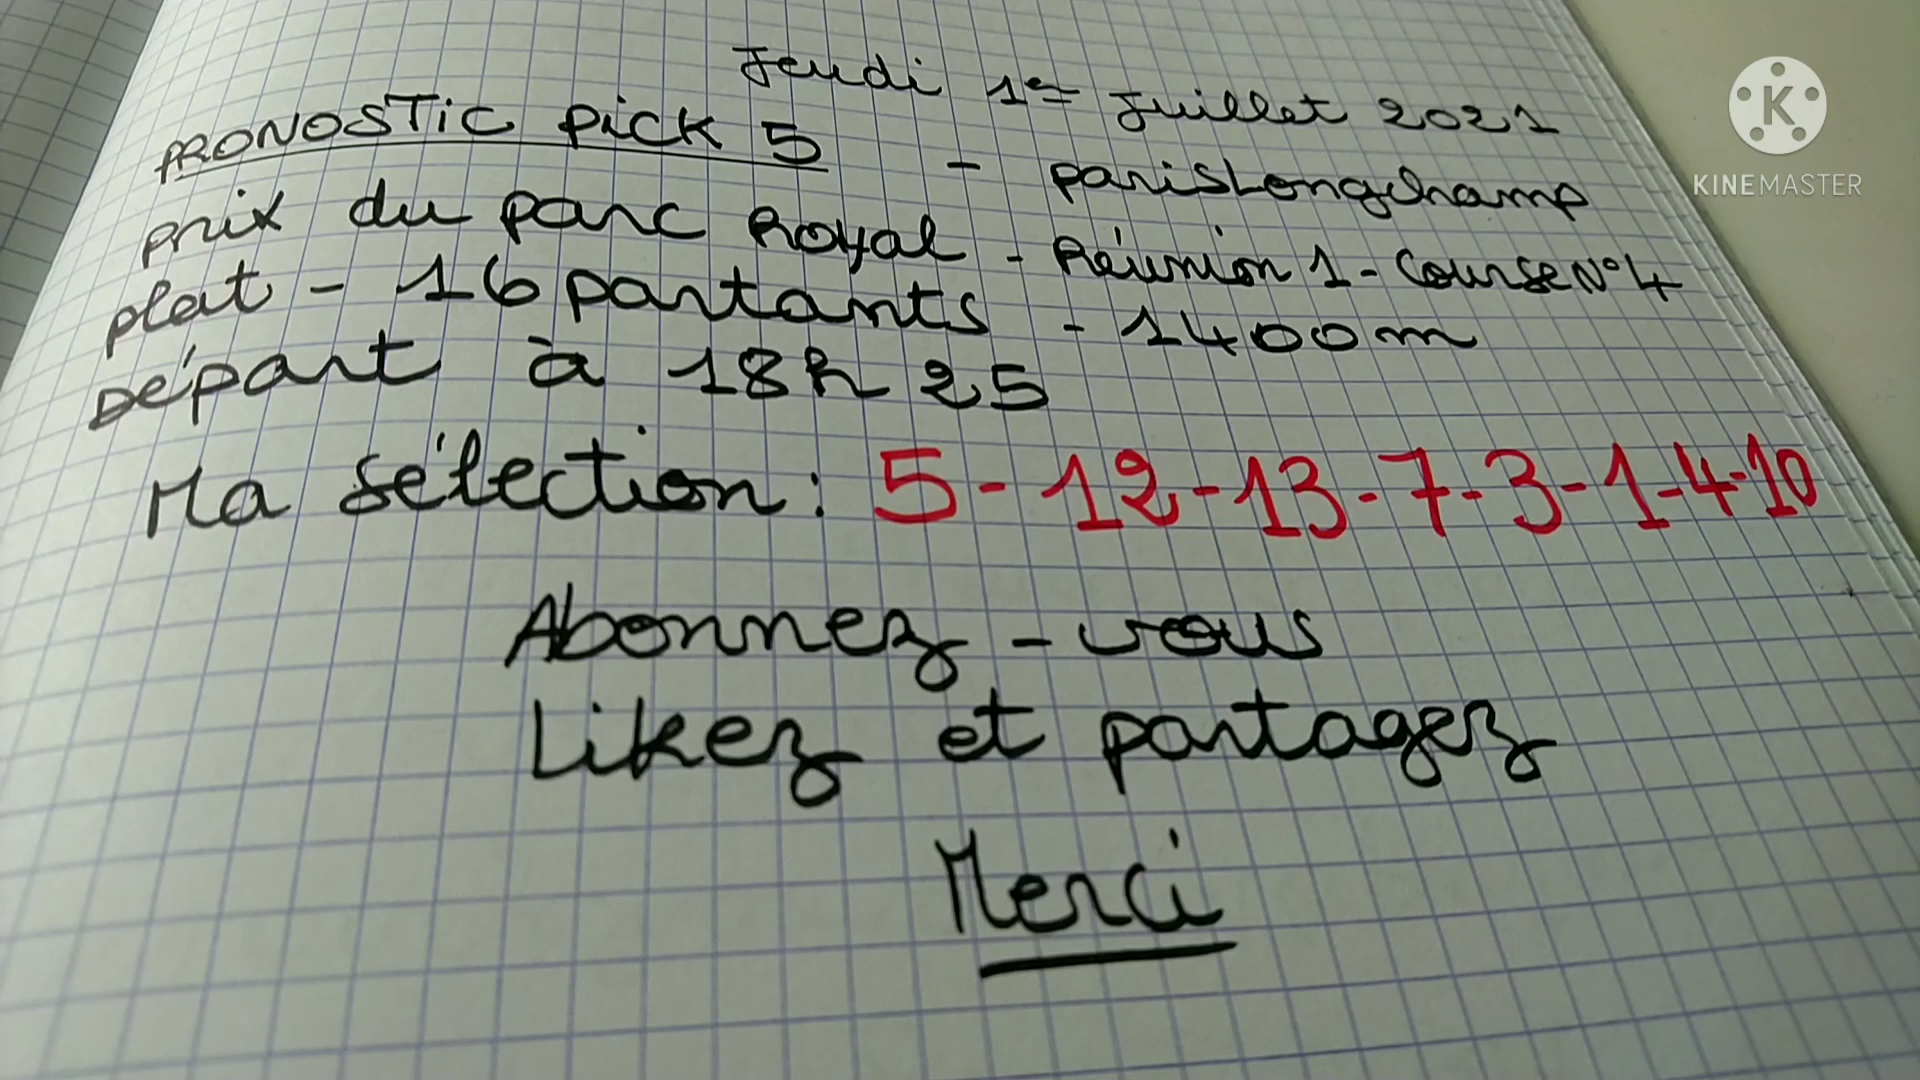 Jeudi 1er Juillet 2021
PRONOSTIC PICK 5 - ParisLongchamp
prix du parc Royal - Réunion 1 - Course N°4
plat - 16 partants - 1400m
Départ à 18h25
Ma sélection : 5-12-13-7-3-1-4-10
Abonnez-vous
Likez et partagez
Merci
KINEMASTER